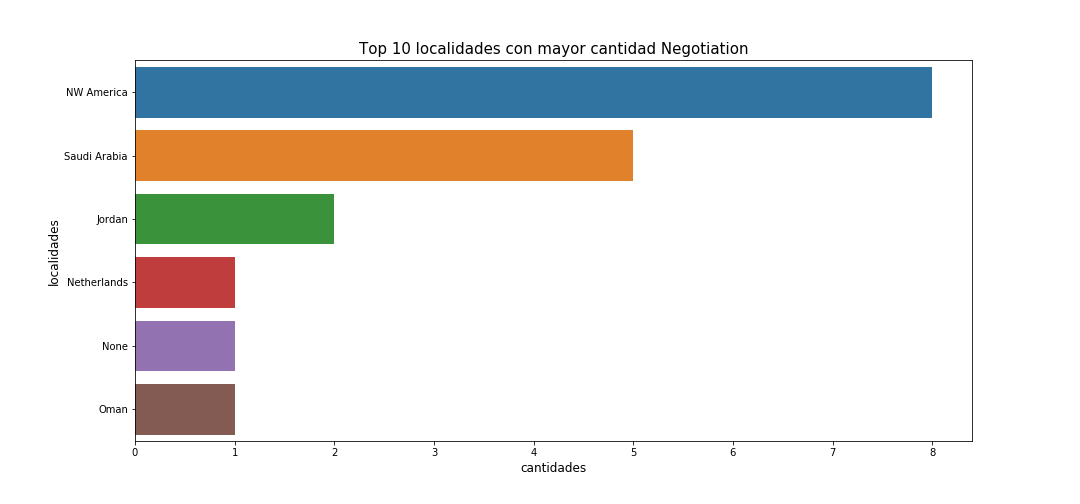 Top 10 localidades con mayor cantidad Negotiation
NW America
Saudi Arabia
Jordan
Netherlands
None
Oman
localidades
0 1 2 3 4 5 6 7 8
cantidades